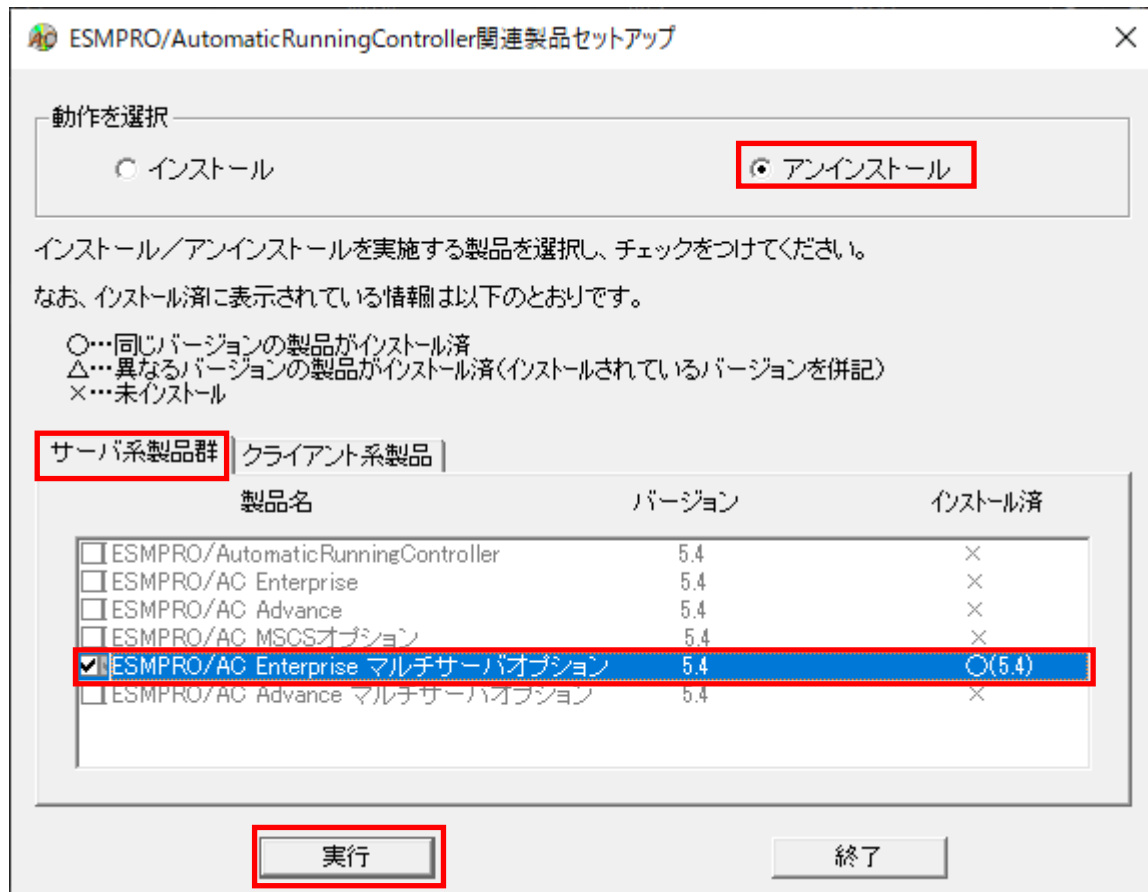 ESMPRO/AutomaticRunningController関連製品セットアップ
動作を選択
インストール アンインストール
インストール／アンインストールを実施する製品を選択し、チェックをつけてください。
なお、インストール済に表示されている情報は以下のとおりです。
○…同じバージョンの製品がインストール済
△…異なるバージョンの製品がインストール済(インストールされているバージョンを併記)
×…未インストール
サーバ系製品群 クライアント系製品
製品名 バージョン インストール済
ESMPRO/AutomaticRunningController 5.4 ×
ESMPRO/AC Enterprise 5.4 ×
ESMPRO/AC Advance 5.4 ×
ESMPRO/AC MSCSオプション 5.4 ×
ESMPRO/AC Enterprise マルチサーバオプション 5.4 ○(5.4)
ESMPRO/AC Advance マルチサーバオプション 5.4 ×
実行 終了